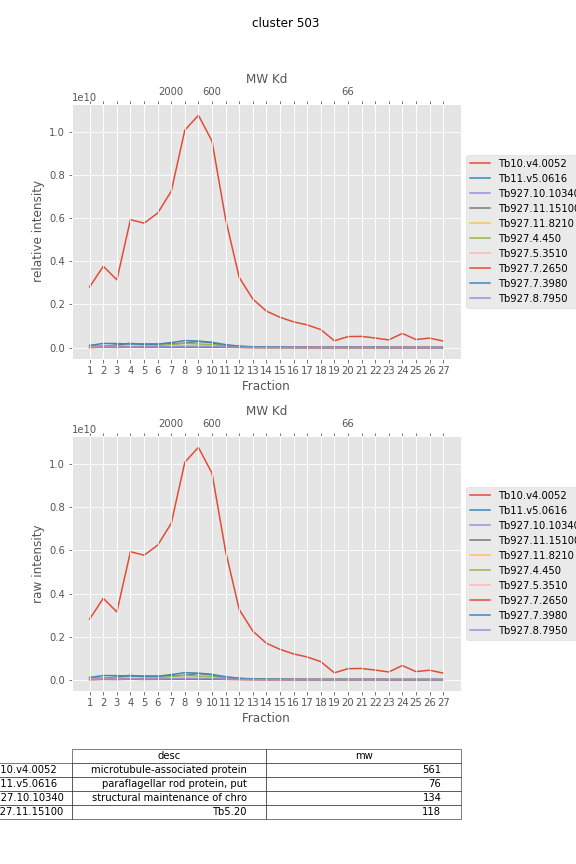 cluster 503
MW Kd
2000 600 66
1e10
1.0
0.8
0.6
0.4
0.2
0.0
relative intensity
1 2 3 4 5 6 7 8 9 10 11 12 13 14 15 16 17 18 19 20 21 22 23 24 25 26 27
Fraction
Tb10.v4.0052
Tb11.v5.0616
Tb927.10.10340
Tb927.11.15100
Tb927.11.8210
Tb927.4.450
Tb927.5.3510
Tb927.7.2650
Tb927.7.3980
Tb927.8.7950
MW Kd
2000 600 66
1e10
1.0
0.8
0.6
0.4
0.2
0.0
raw intensity
1 2 3 4 5 6 7 8 9 10 11 12 13 14 15 16 17 18 19 20 21 22 23 24 25 26 27
Fraction
Tb10.v4.0052
Tb11.v5.0616
Tb927.10.10340
Tb927.11.15100
Tb927.11.8210
Tb927.4.450
Tb927.5.3510
Tb927.7.2650
Tb927.7.3980
Tb927.8.7950
desc mw
10.v4.0052 microtubule-associated protein 561
11.v5.0616 paraflagellar rod protein, put 76
27.10.10340 structural maintenance of chro 134
27.11.15100 Tb5.20 118